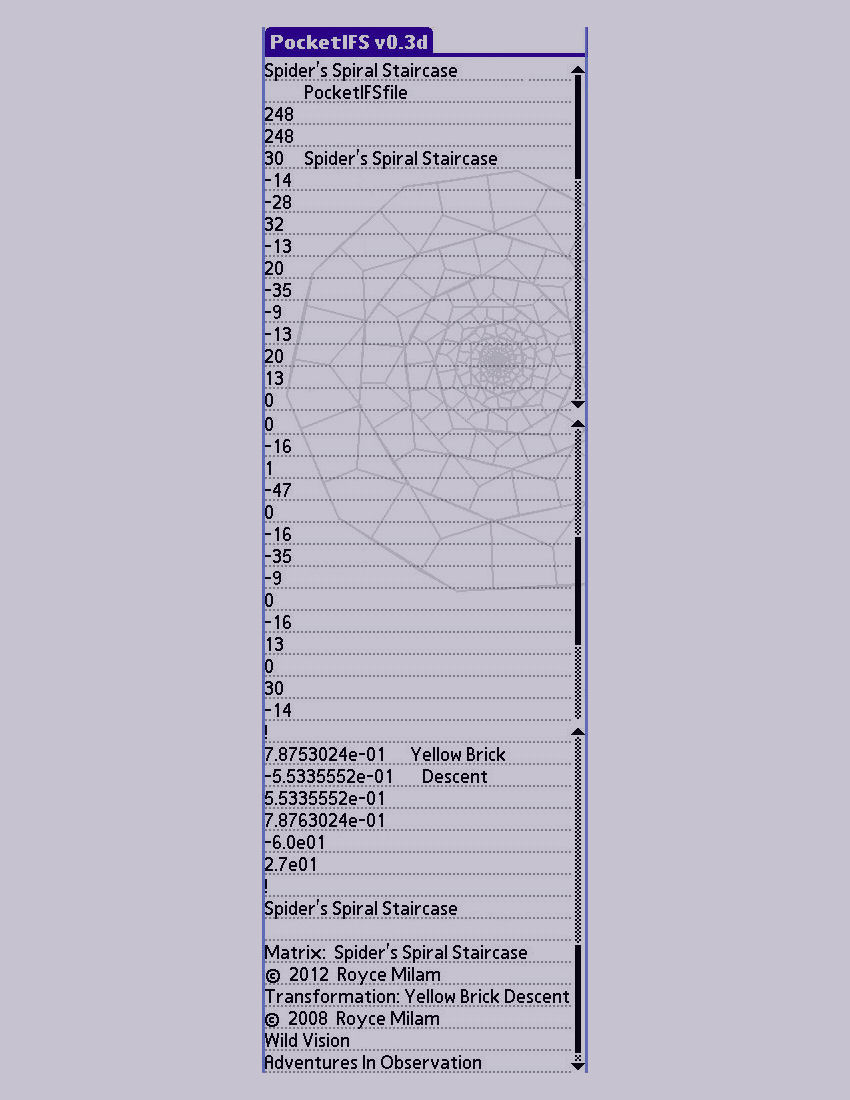 PocketIFS v0.3d
Spider's Spiral Staircase
PocketIFSfile
248
248
30 Spider's Spiral Staircase
-14
-28
32
-13
20
-35
-9
-13
20
13
0
0
-16
1
-47
0
-16
-35
-9
0
-16
13
0
30
-14
!
7.8753024e-01 Yellow Brick
-5.5335552e-01 Descent
5.5335552e-01
7.8763024e-01
-6.0e01
2.7e01
!
Spider's Spiral Staircase
Matrix: Spider's Spiral Staircase
© 2012 Royce Milam
Transformation: Yellow Brick Descent
© 2008 Royce Milam
Wild Vision
Adventures In Observation